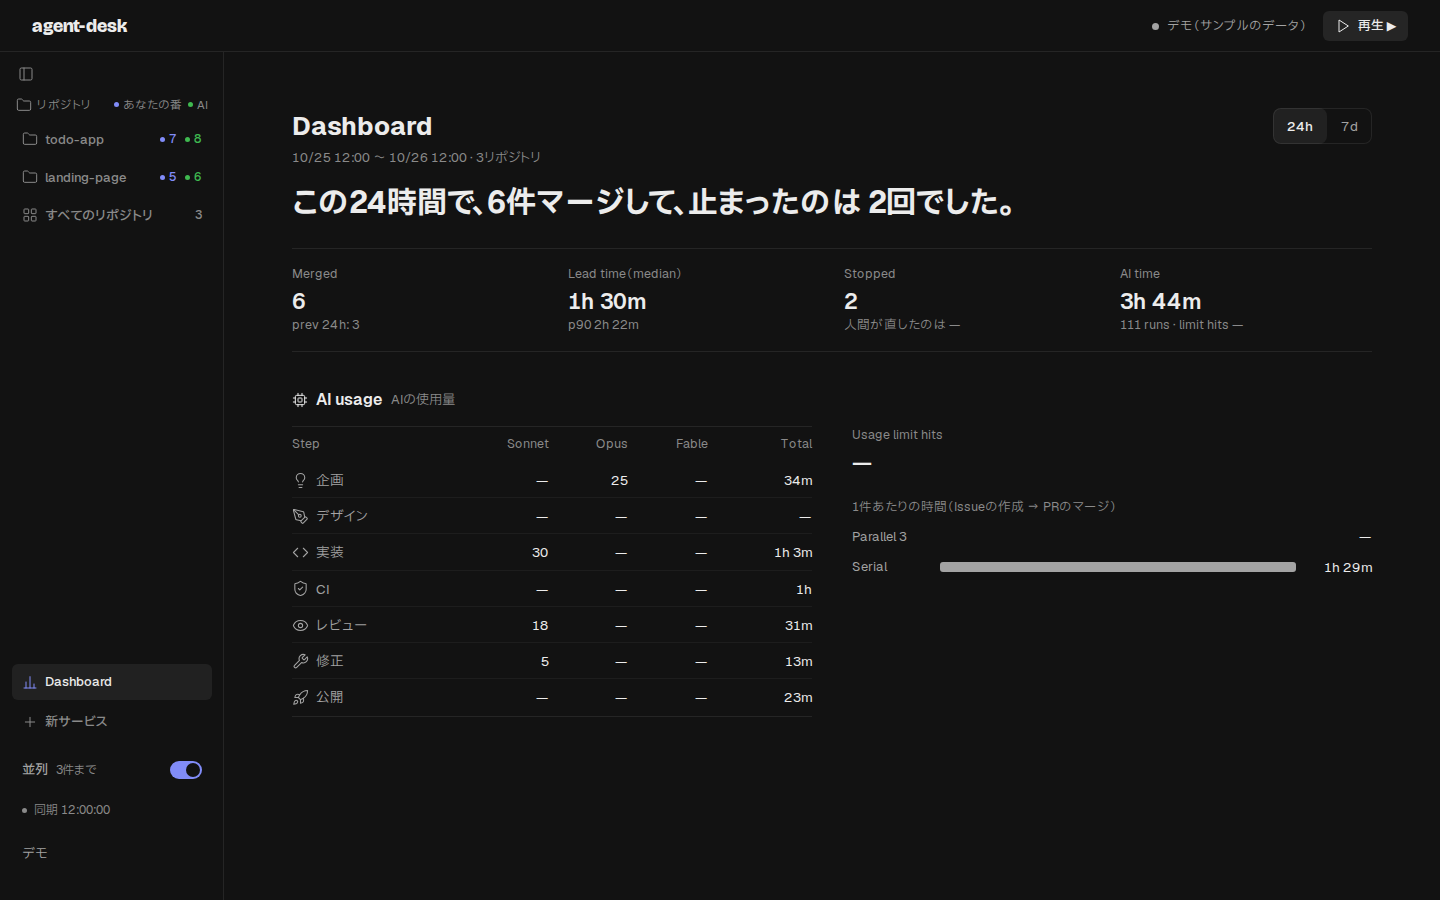 agent-desk
デモ（サンプルのデータ）
再生 ▶
リポジトリ
あなたの番
AI
todo-app
7
8
landing-page
5
6
すべてのリポジトリ
3
Dashboard
新サービス
並列 3件まで
同期 12:00:00
デモ
Dashboard
24h
7d
10/25 12:00 〜 10/26 12:00 · 3リポジトリ
この24時間で、6件マージして、止まったのは 2回でした。
Merged
6
prev 24h: 3
Lead time（median）
1h 30m
p90 2h 22m
Stopped
2
人間が直したのは —
AI time
3h 44m
111 runs · limit hits —
AI usage AIの使用量
Step Sonnet Opus Fable Total
企画 — 25 — 34m
デザイン — — — —
実装 30 — — 1h 3m
CI — — — 1h
レビュー 18 — — 31m
修正 5 — — 13m
公開 — — — 23m
Usage limit hits
—
1件あたりの時間（Issueの作成 → PRのマージ）
Parallel 3 —
Serial 1h 29m